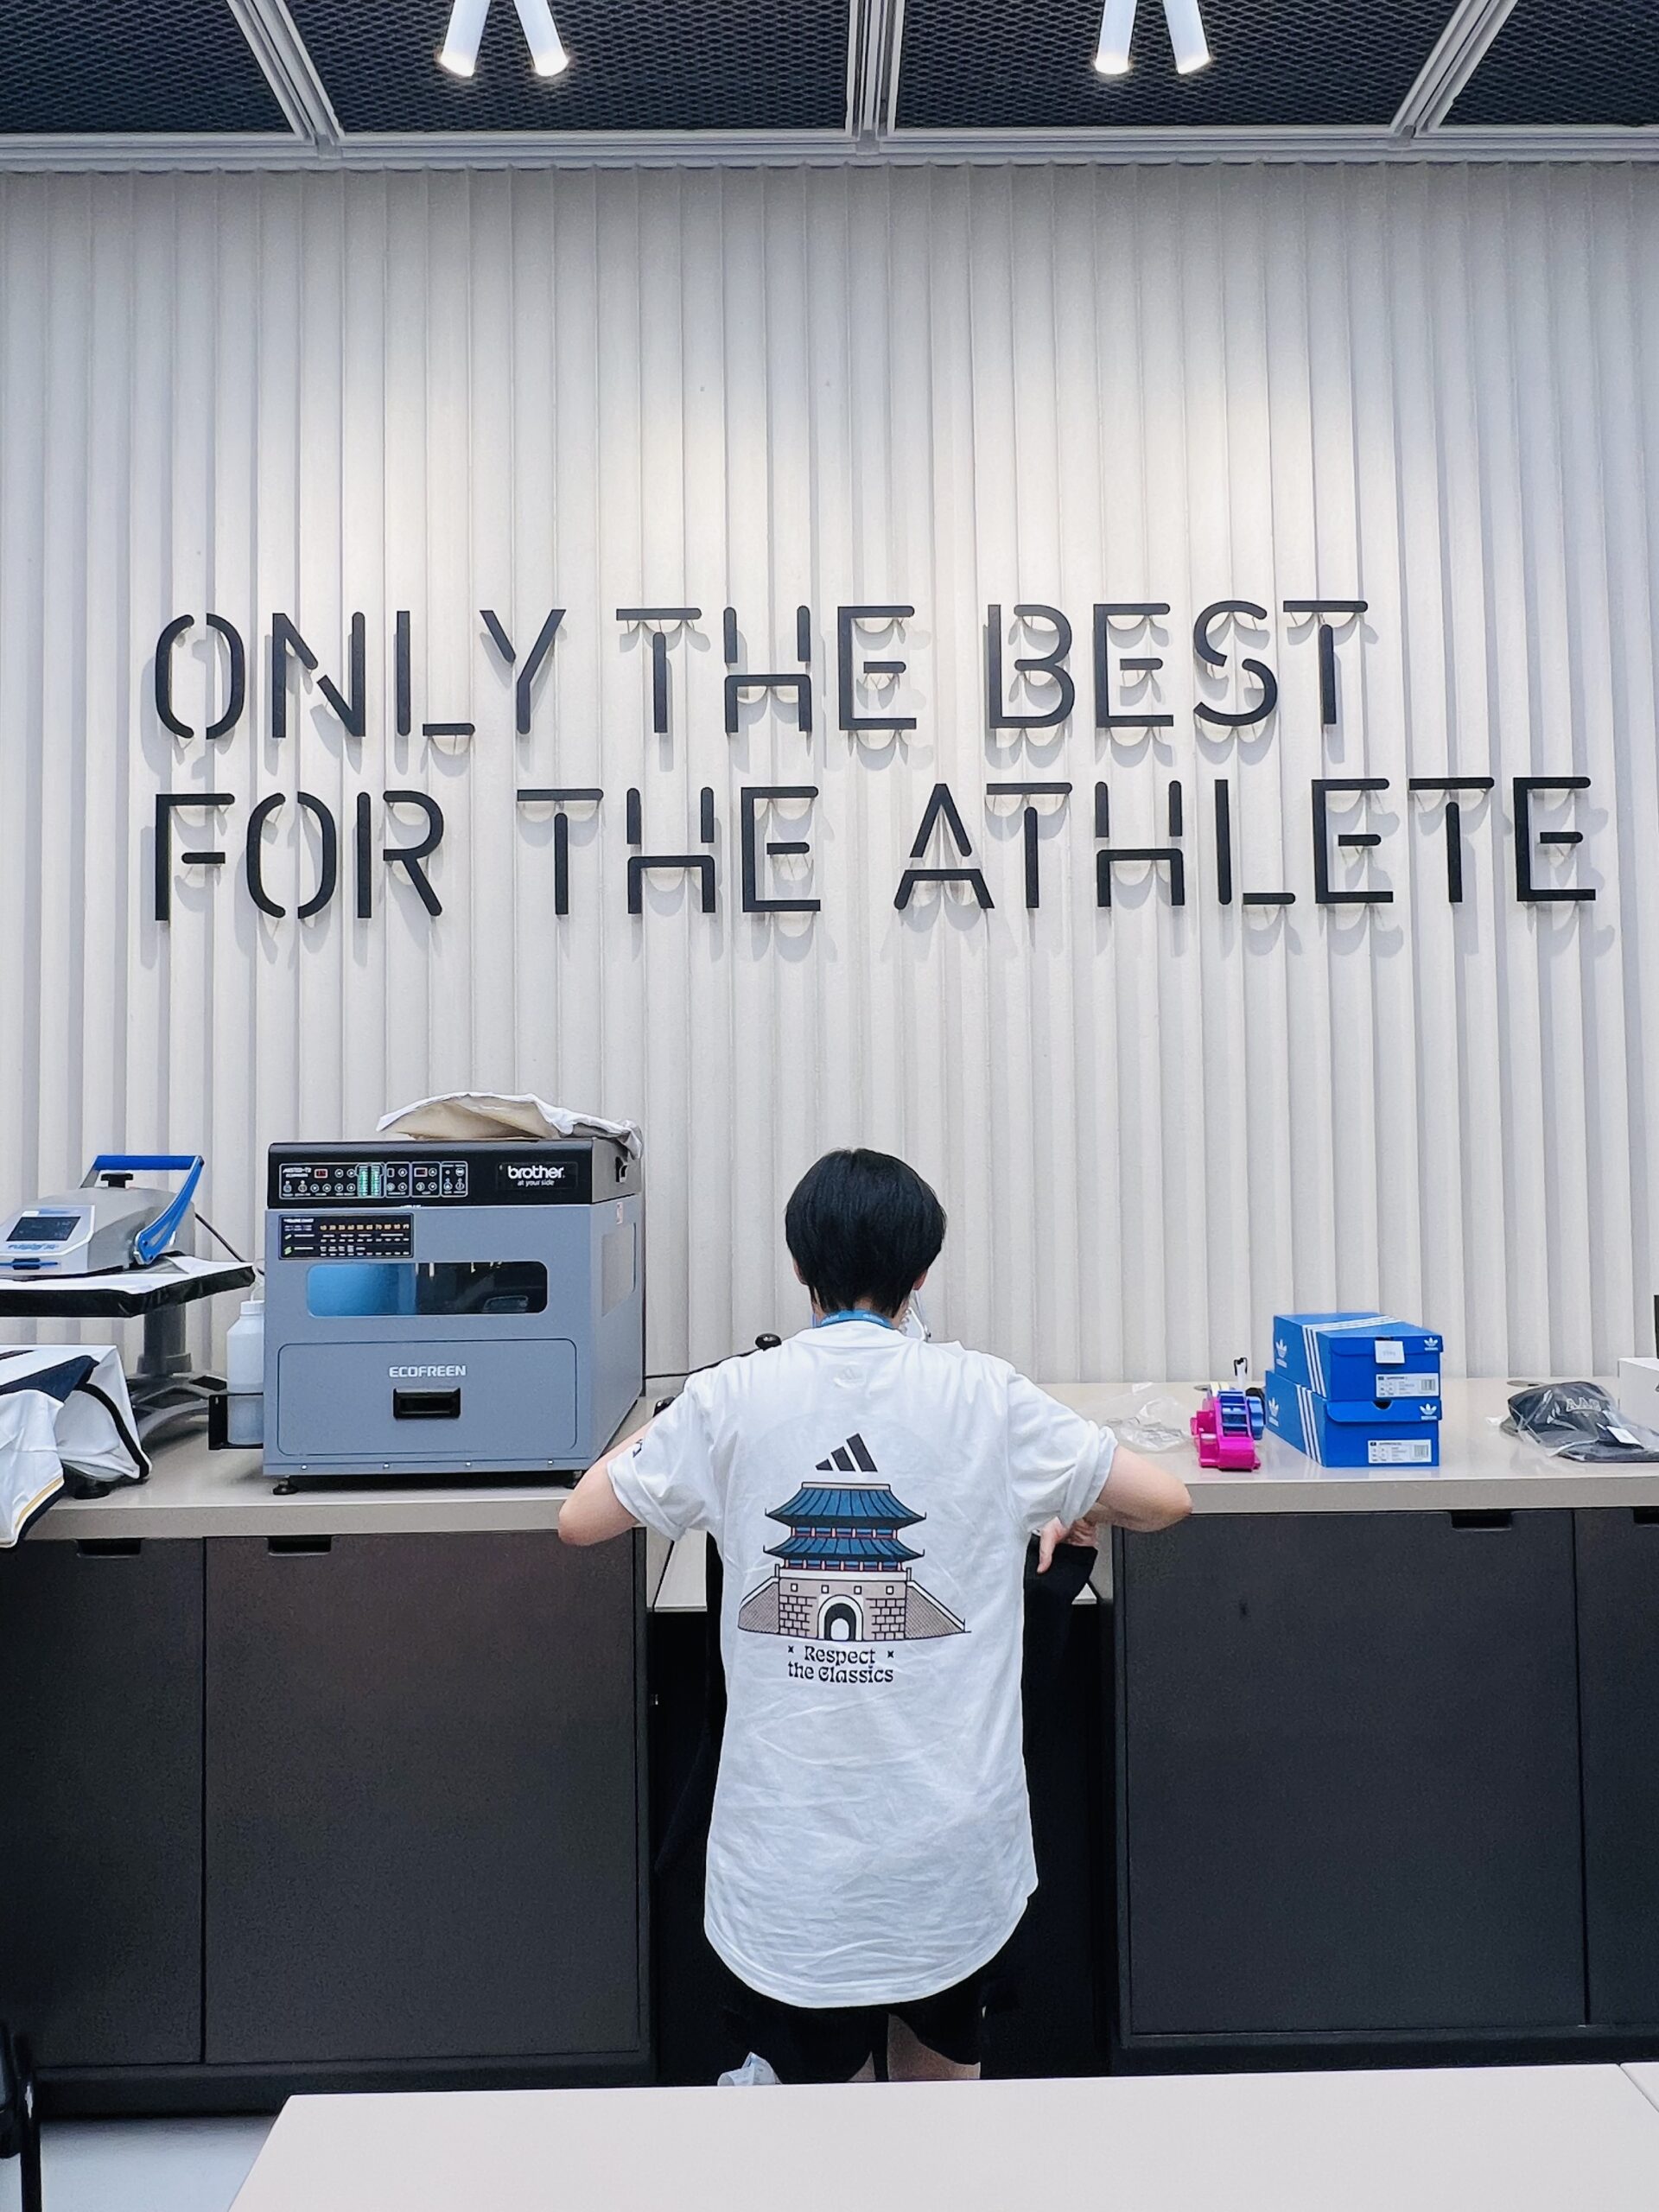 ONLY THE BEST
FOR THE ATHLETE
brother
at your side
ECOFREEN
Respect
the Classics